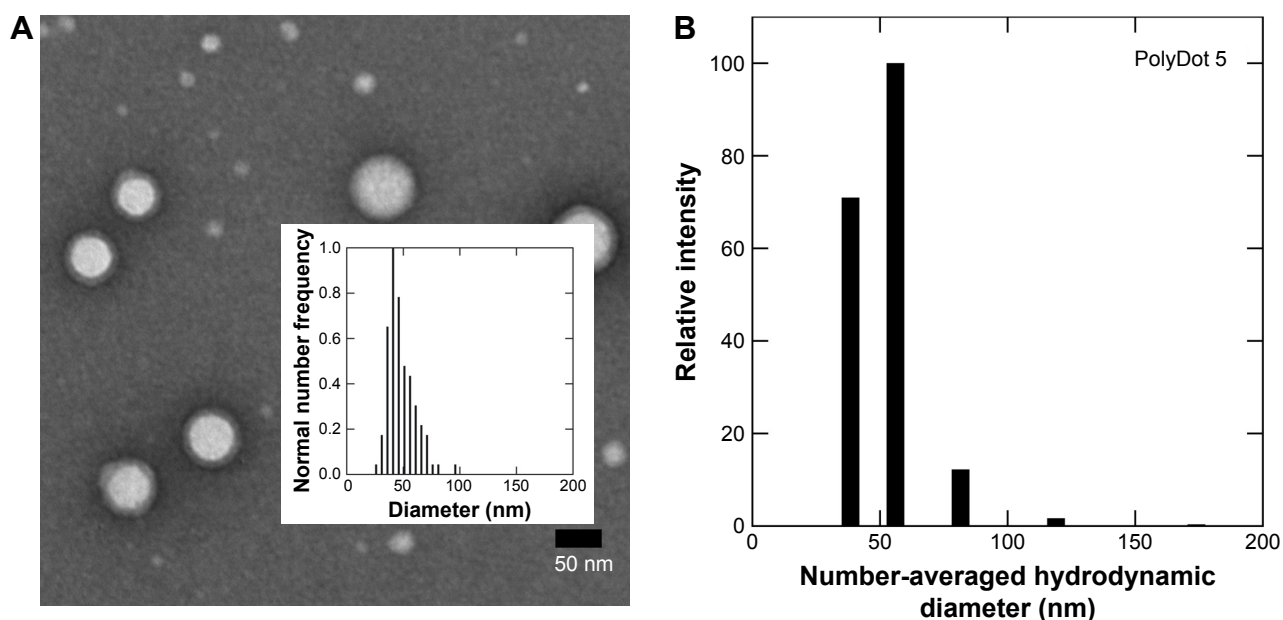 A
Normal number frequency
1.0
0.8
0.6
0.4
0.2
0.0
0 50 100 150 200
Diameter (nm)
50 nm
B
PolyDot 5
Relative intensity
100
80
60
40
20
0
0 50 100 150 200
Number-averaged hydrodynamic
diameter (nm)